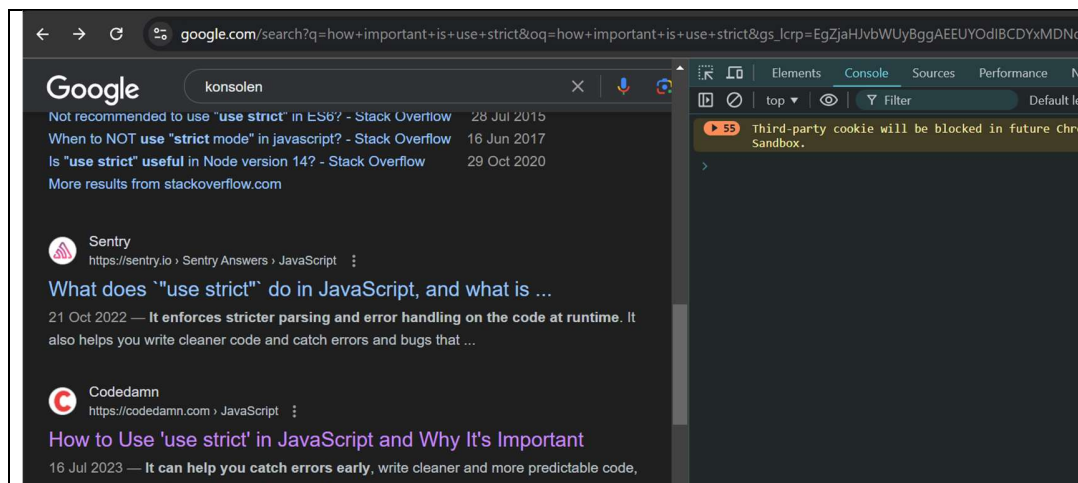 google.com/search?q=how+important+is+use+strict&oq=how+important+is+use+strict&gs_lcrp=EgZjaHJvbWUyBggAEEUYOdIBCDYxMDNq
Google
konsolen
Not recommended to use "use strict" in ES6? - Stack Overflow 28 Jul 2015
When to NOT use "strict mode" in javascript? - Stack Overflow 16 Jun 2017
Is "use strict" useful in Node version 14? - Stack Overflow 29 Oct 2020
More results from stackoverflow.com
Sentry
https://sentry.io › Sentry Answers › JavaScript
What does `"use strict"` do in JavaScript, and what is ...
21 Oct 2022 — It enforces stricter parsing and error handling on the code at runtime. It
also helps you write cleaner code and catch errors and bugs that ...
Codedamn
https://codedamn.com › JavaScript
How to Use 'use strict' in JavaScript and Why It's Important
16 Jul 2023 — It can help you catch errors early, write cleaner and more predictable code,
Elements Console Sources Performance N
top Filter Default le
55 Third-party cookie will be blocked in future Chr
Sandbox.